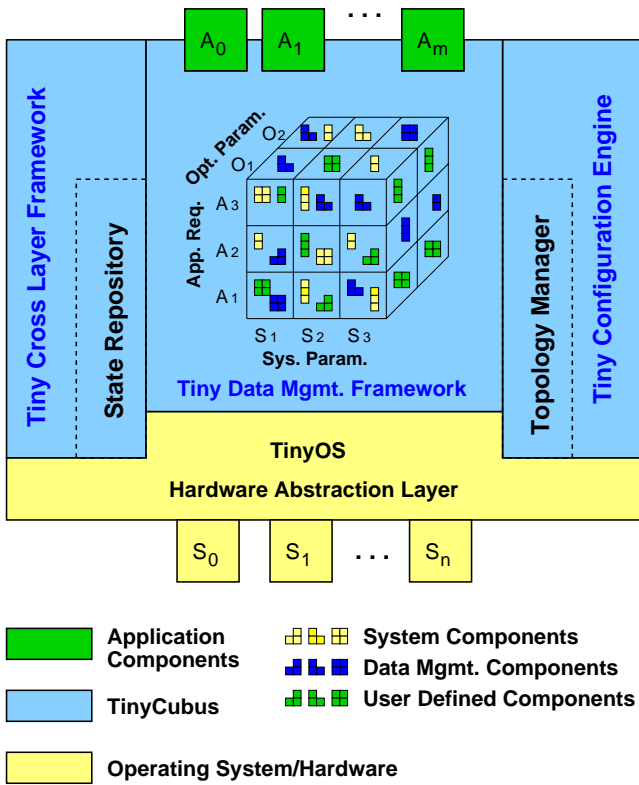 . . .
A0 A1 Am
Tiny Cross Layer Framework
State Repository
Opt. Param.
O2
O1
App. Req.
A3
A2
A1
S1 S2 S3
Sys. Param.
Tiny Data Mgmt. Framework
Topology Manager
Tiny Configuration Engine
TinyOS
Hardware Abstraction Layer
S0 S1 . . . Sn
Application
Components
TinyCubus
Operating System/Hardware
System Components
Data Mgmt. Components
User Defined Components